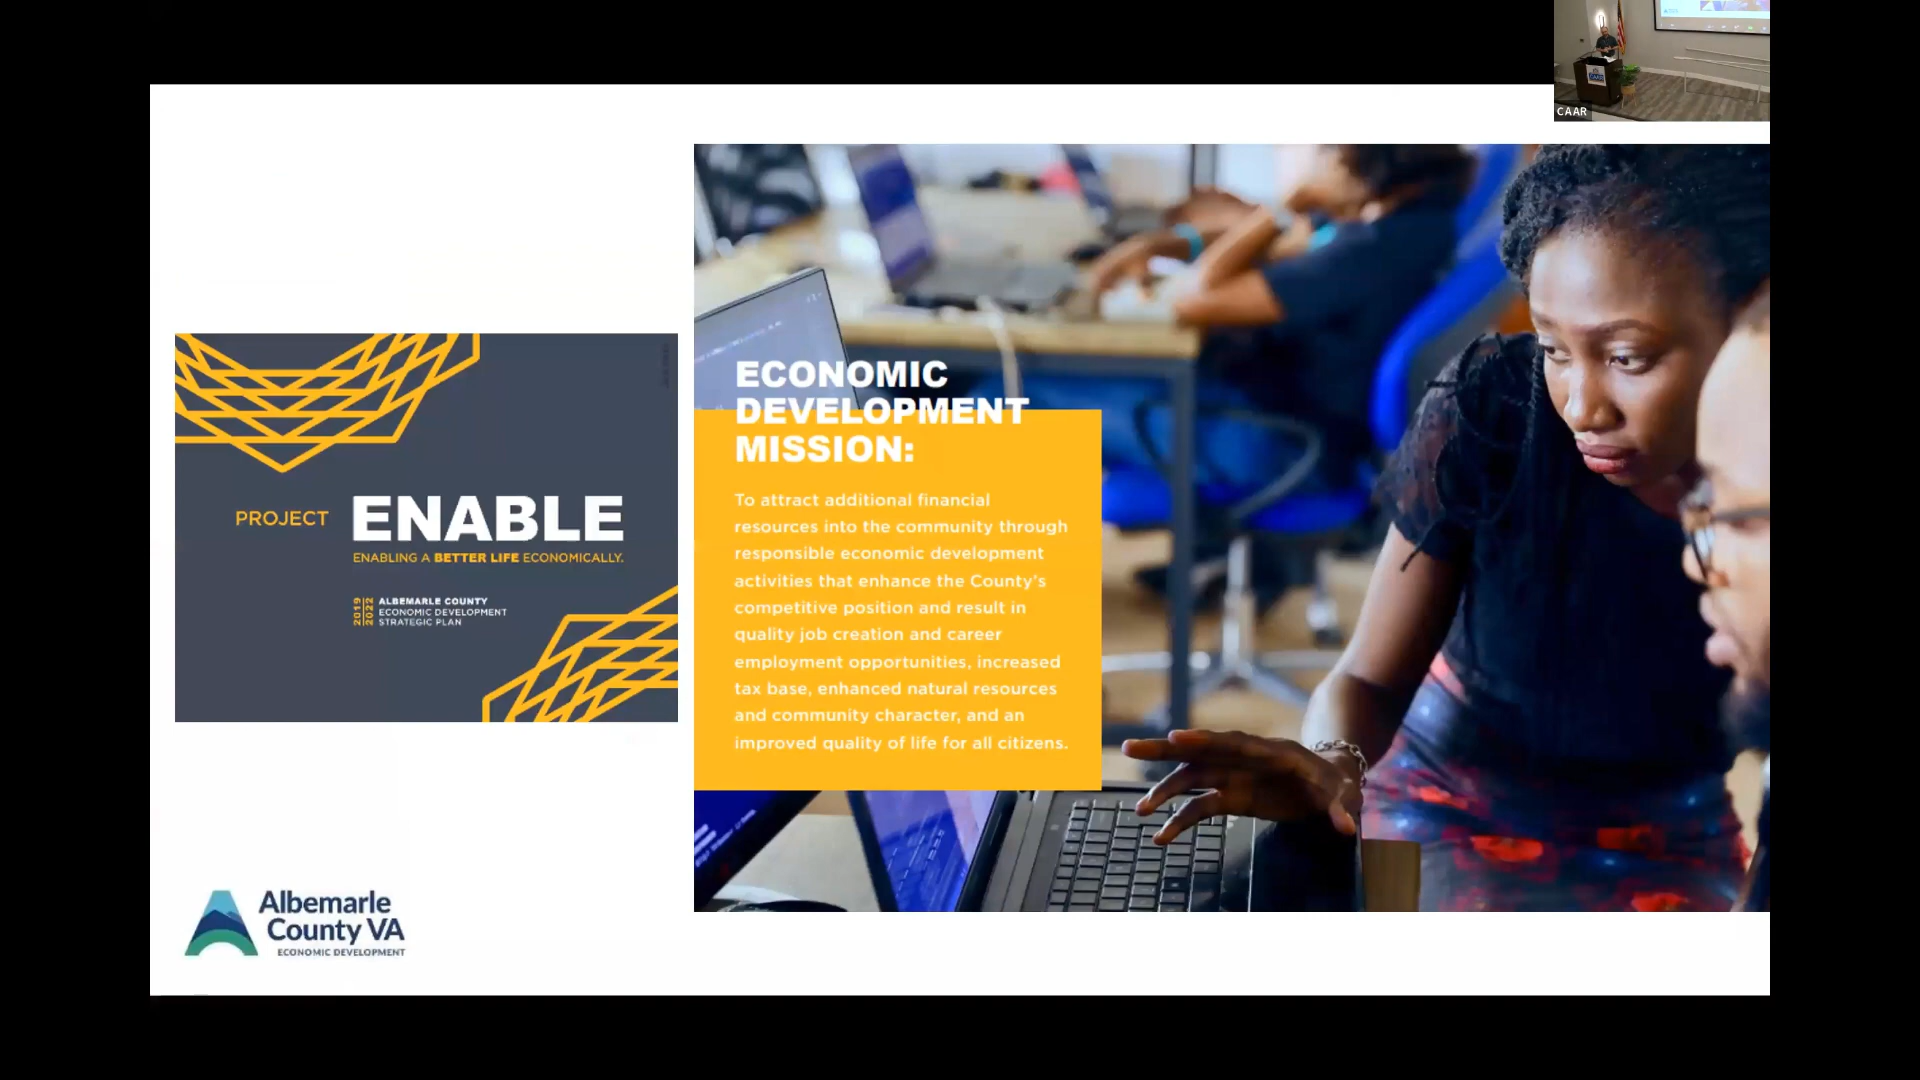 CAAR
PROJECT ENABLE
ENABLING A BETTER LIFE ECONOMICALLY.
2019
2022
ALBEMARLE COUNTY
ECONOMIC DEVELOPMENT
STRATEGIC PLAN
ECONOMIC
DEVELOPMENT
MISSION:
To attract additional financial
resources into the community through
responsible economic development
activities that enhance the County's
competitive position and result in
quality job creation and career
employment opportunities, increased
tax base, enhanced natural resources
and community character, and an
improved quality of life for all citizens.
Albemarle
County VA
ECONOMIC DEVELOPMENT